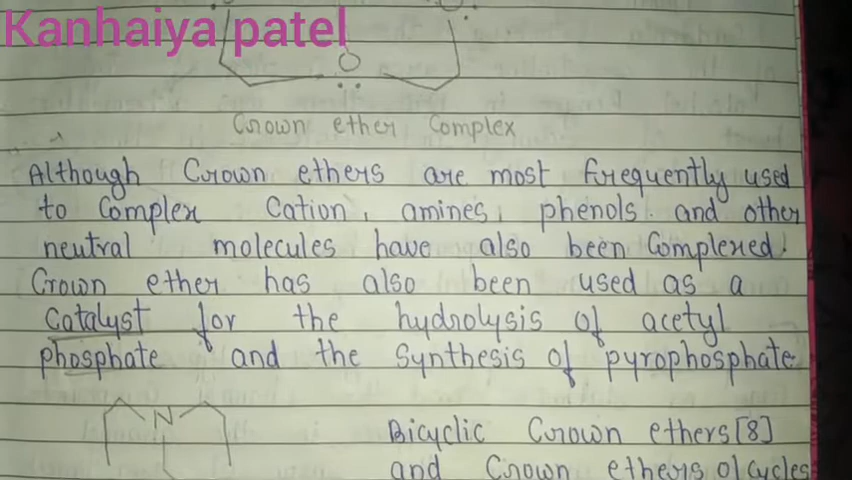 Kanhaiya patel
O
Crown ether Complex
Although Crown ethers are most frequently used
to Complex Cation, amines, phenols. and other
neutral molecules have also been Complexed.
Crown ether has also been used as a
Catalyst for the hydrolysis of acetyl
phosphate and the Synthesis of pyrophosphate.
N
Bicyclic Crown ethers[8]
and Crown ethers of cycles